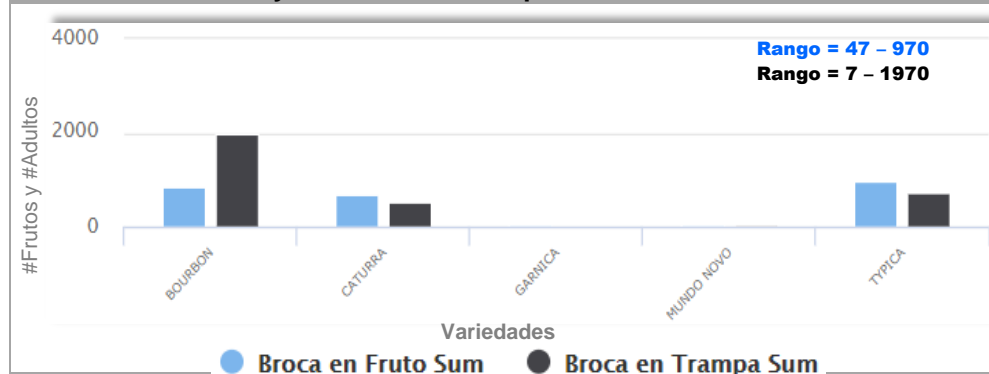 4000
Rango = 47 – 970
Rango = 7 – 1970
2000
0
#Frutos y #Adultos
BOURBON
CATURRA
GARNICA
MUNDO NOVO
TYPICA
Variedades
Broca en Fruto Sum
Broca en Trampa Sum